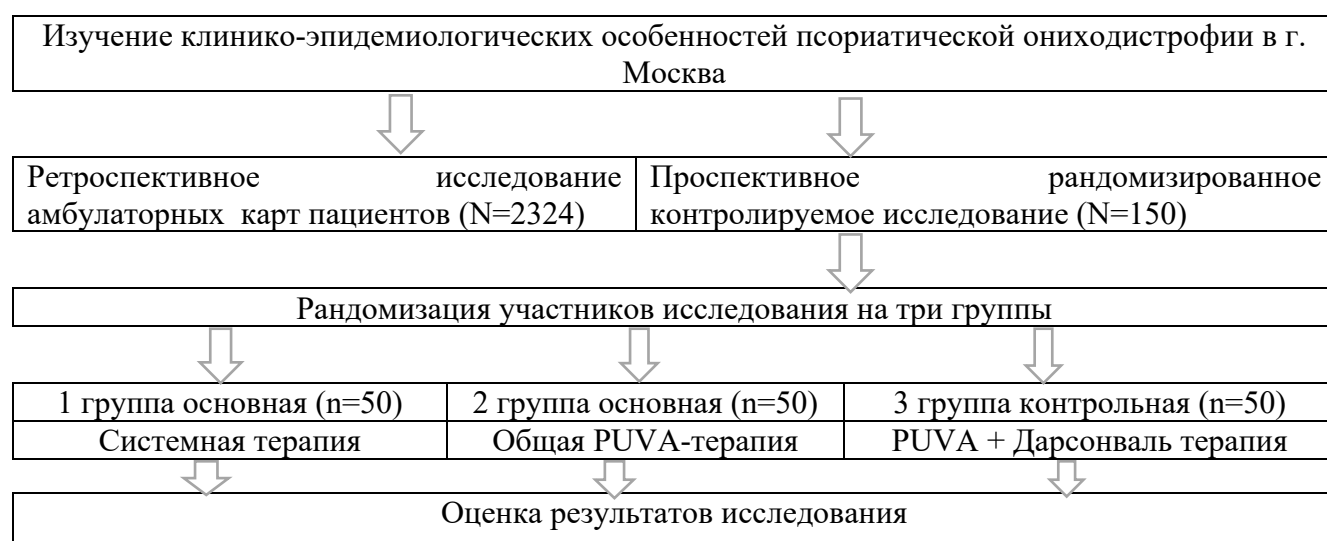 Изучение клинико-эпидемиологических особенностей псориатической ониходистрофии в г.
Москва
Ретроспективное исследование
амбулаторных карт пациентов (N=2324)
Проспективное рандомизированное
контролируемое исследование (N=150)
Рандомизация участников исследования на три группы
1 группа основная (n=50)
2 группа основная (n=50)
3 группа контрольная (n=50)
Системная терапия
Общая PUVA-терапия
PUVA + Дарсонваль терапия
Оценка результатов исследования